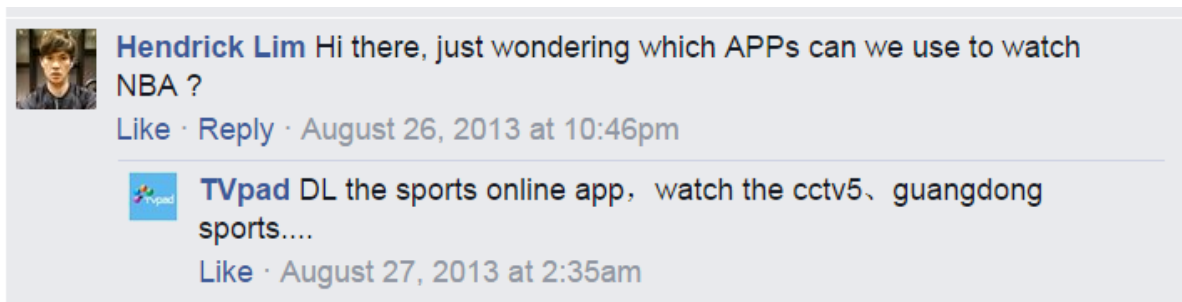 Hendrick Lim Hi there, just wondering which APPs can we use to watch
NBA ?
Like · Reply · August 26, 2013 at 10:46pm
TVpad
TVpad DL the sports online app，watch the cctv5、guangdong
sports....
Like · August 27, 2013 at 2:35am